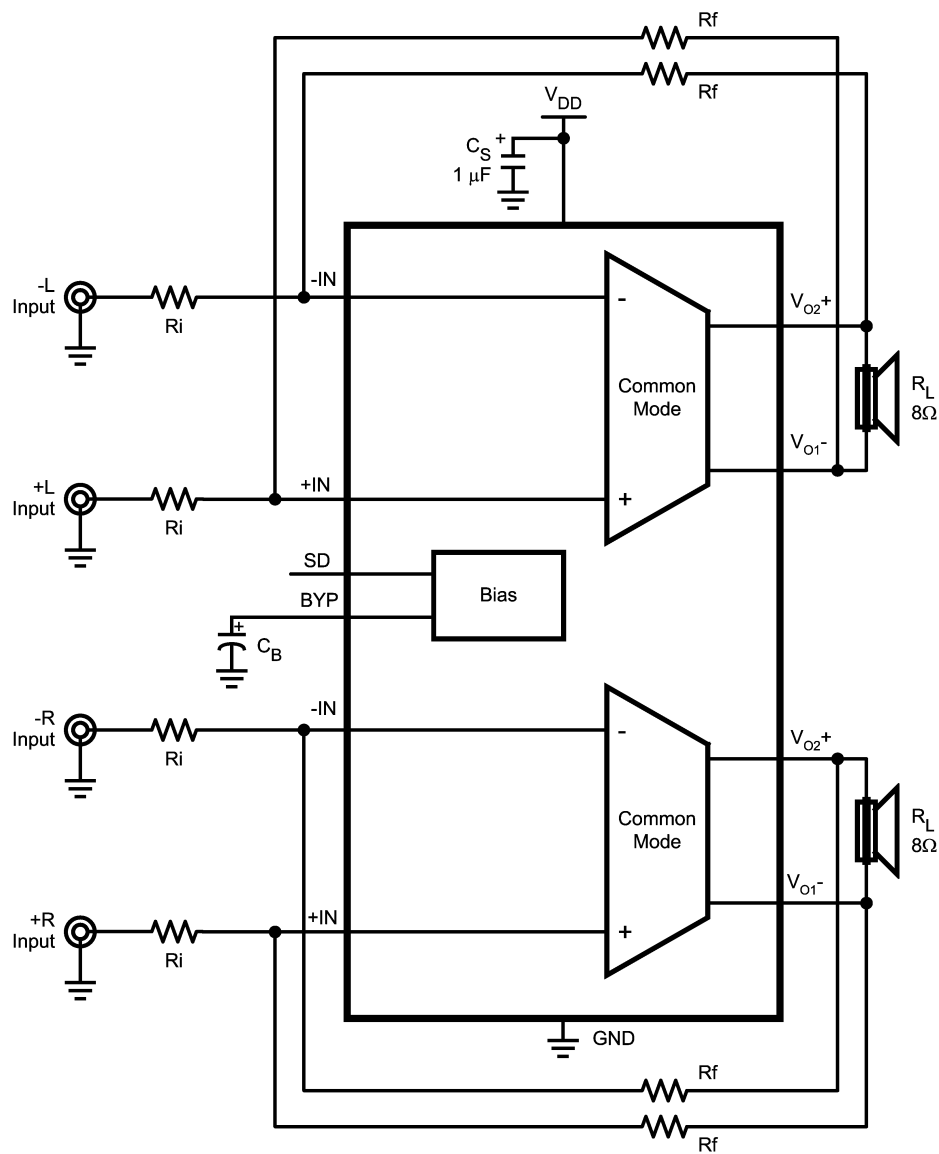 Rf
Rf
VDD
CS
+
1 µF
-L
Input
Ri
-IN
-
VO2+
Common
Mode
RL
8Ω
VO1-
+L
Input
Ri
+IN
+
SD
BYP
Bias
+
CB
-R
Input
Ri
-IN
-
VO2+
Common
Mode
RL
8Ω
VO1-
+R
Input
Ri
+IN
+
GND
Rf
Rf